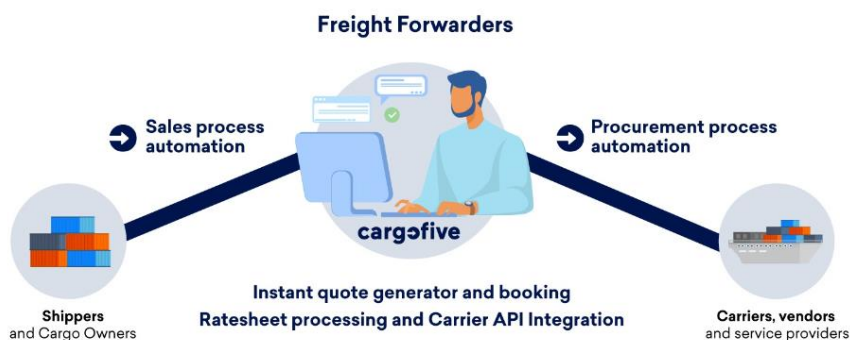 Freight Forwarders
Sales process
automation
Procurement process
automation
cargofive
Instant quote generator and booking
Ratesheet processing and Carrier API Integration
Shippers
and Cargo Owners
Carriers, vendors
and service providers